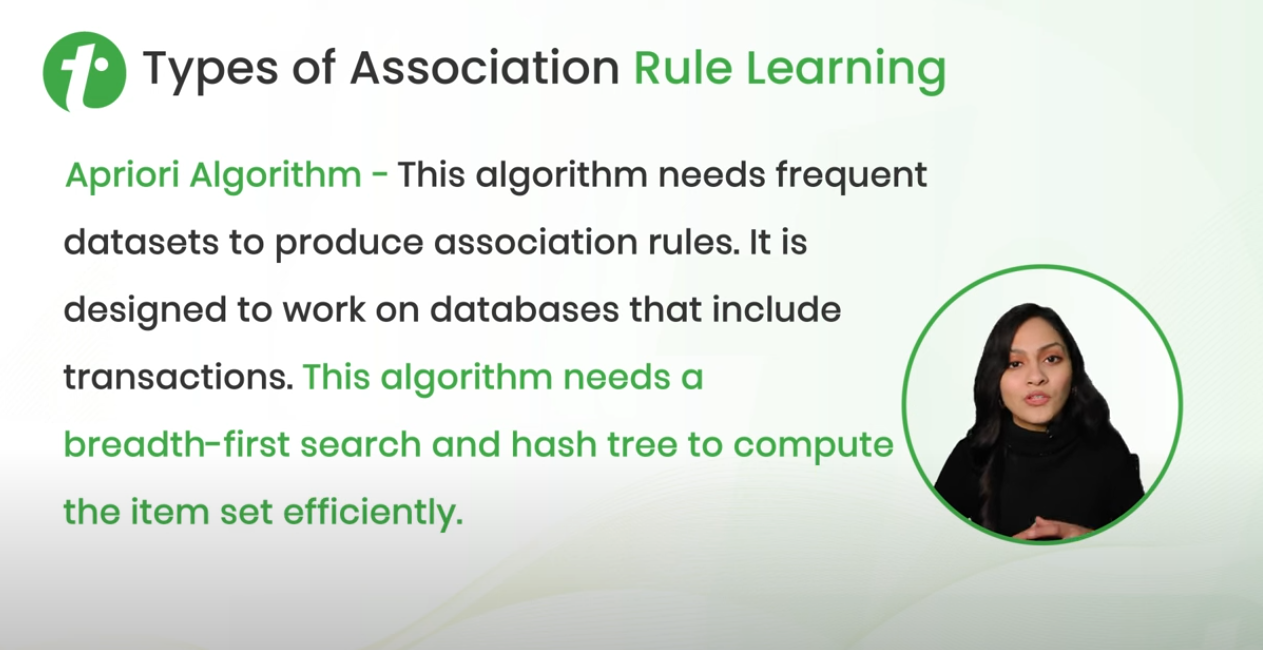 Types of Association Rule Learning
Apriori Algorithm - This algorithm needs frequent
datasets to produce association rules. It is
designed to work on databases that include
transactions. This algorithm needs a
breadth-first search and hash tree to compute
the item set efficiently.